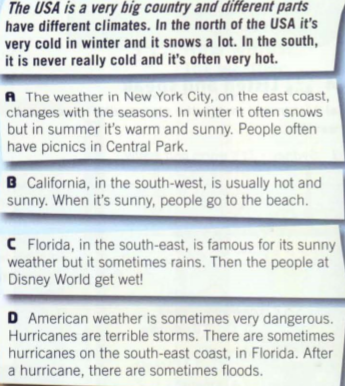 The USA is a very big country and different parts
have different climates. In the north of the USA it's
very cold in winter and it snows a lot. In the south,
it is never really cold and it's often very hot.
A The weather in New York City, on the east coast,
changes with the seasons. In winter it often snows
but in summer it's warm and sunny. People often
have picnics in Central Park.
B California, in the south-west, is usually hot and
sunny. When it's sunny, people go to the beach.
C Florida, in the south-east, is famous for its sunny
weather but it sometimes rains. Then the people at
Disney World get wet!
D American weather is sometimes very dangerous.
Hurricanes are terrible storms. There are sometimes
hurricanes on the south-east coast, in Florida. After
a hurricane, there are sometimes floods.